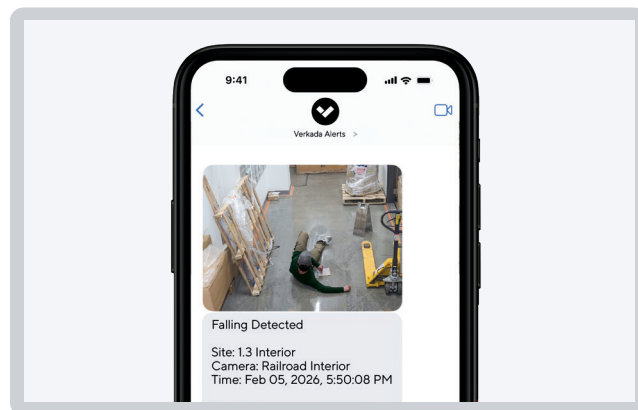 9:41
Verkada Alerts >
Falling Detected
Site: 1.3 Interior
Camera: Railroad Interior
Time: Feb 05, 2026, 5:50:08 PM